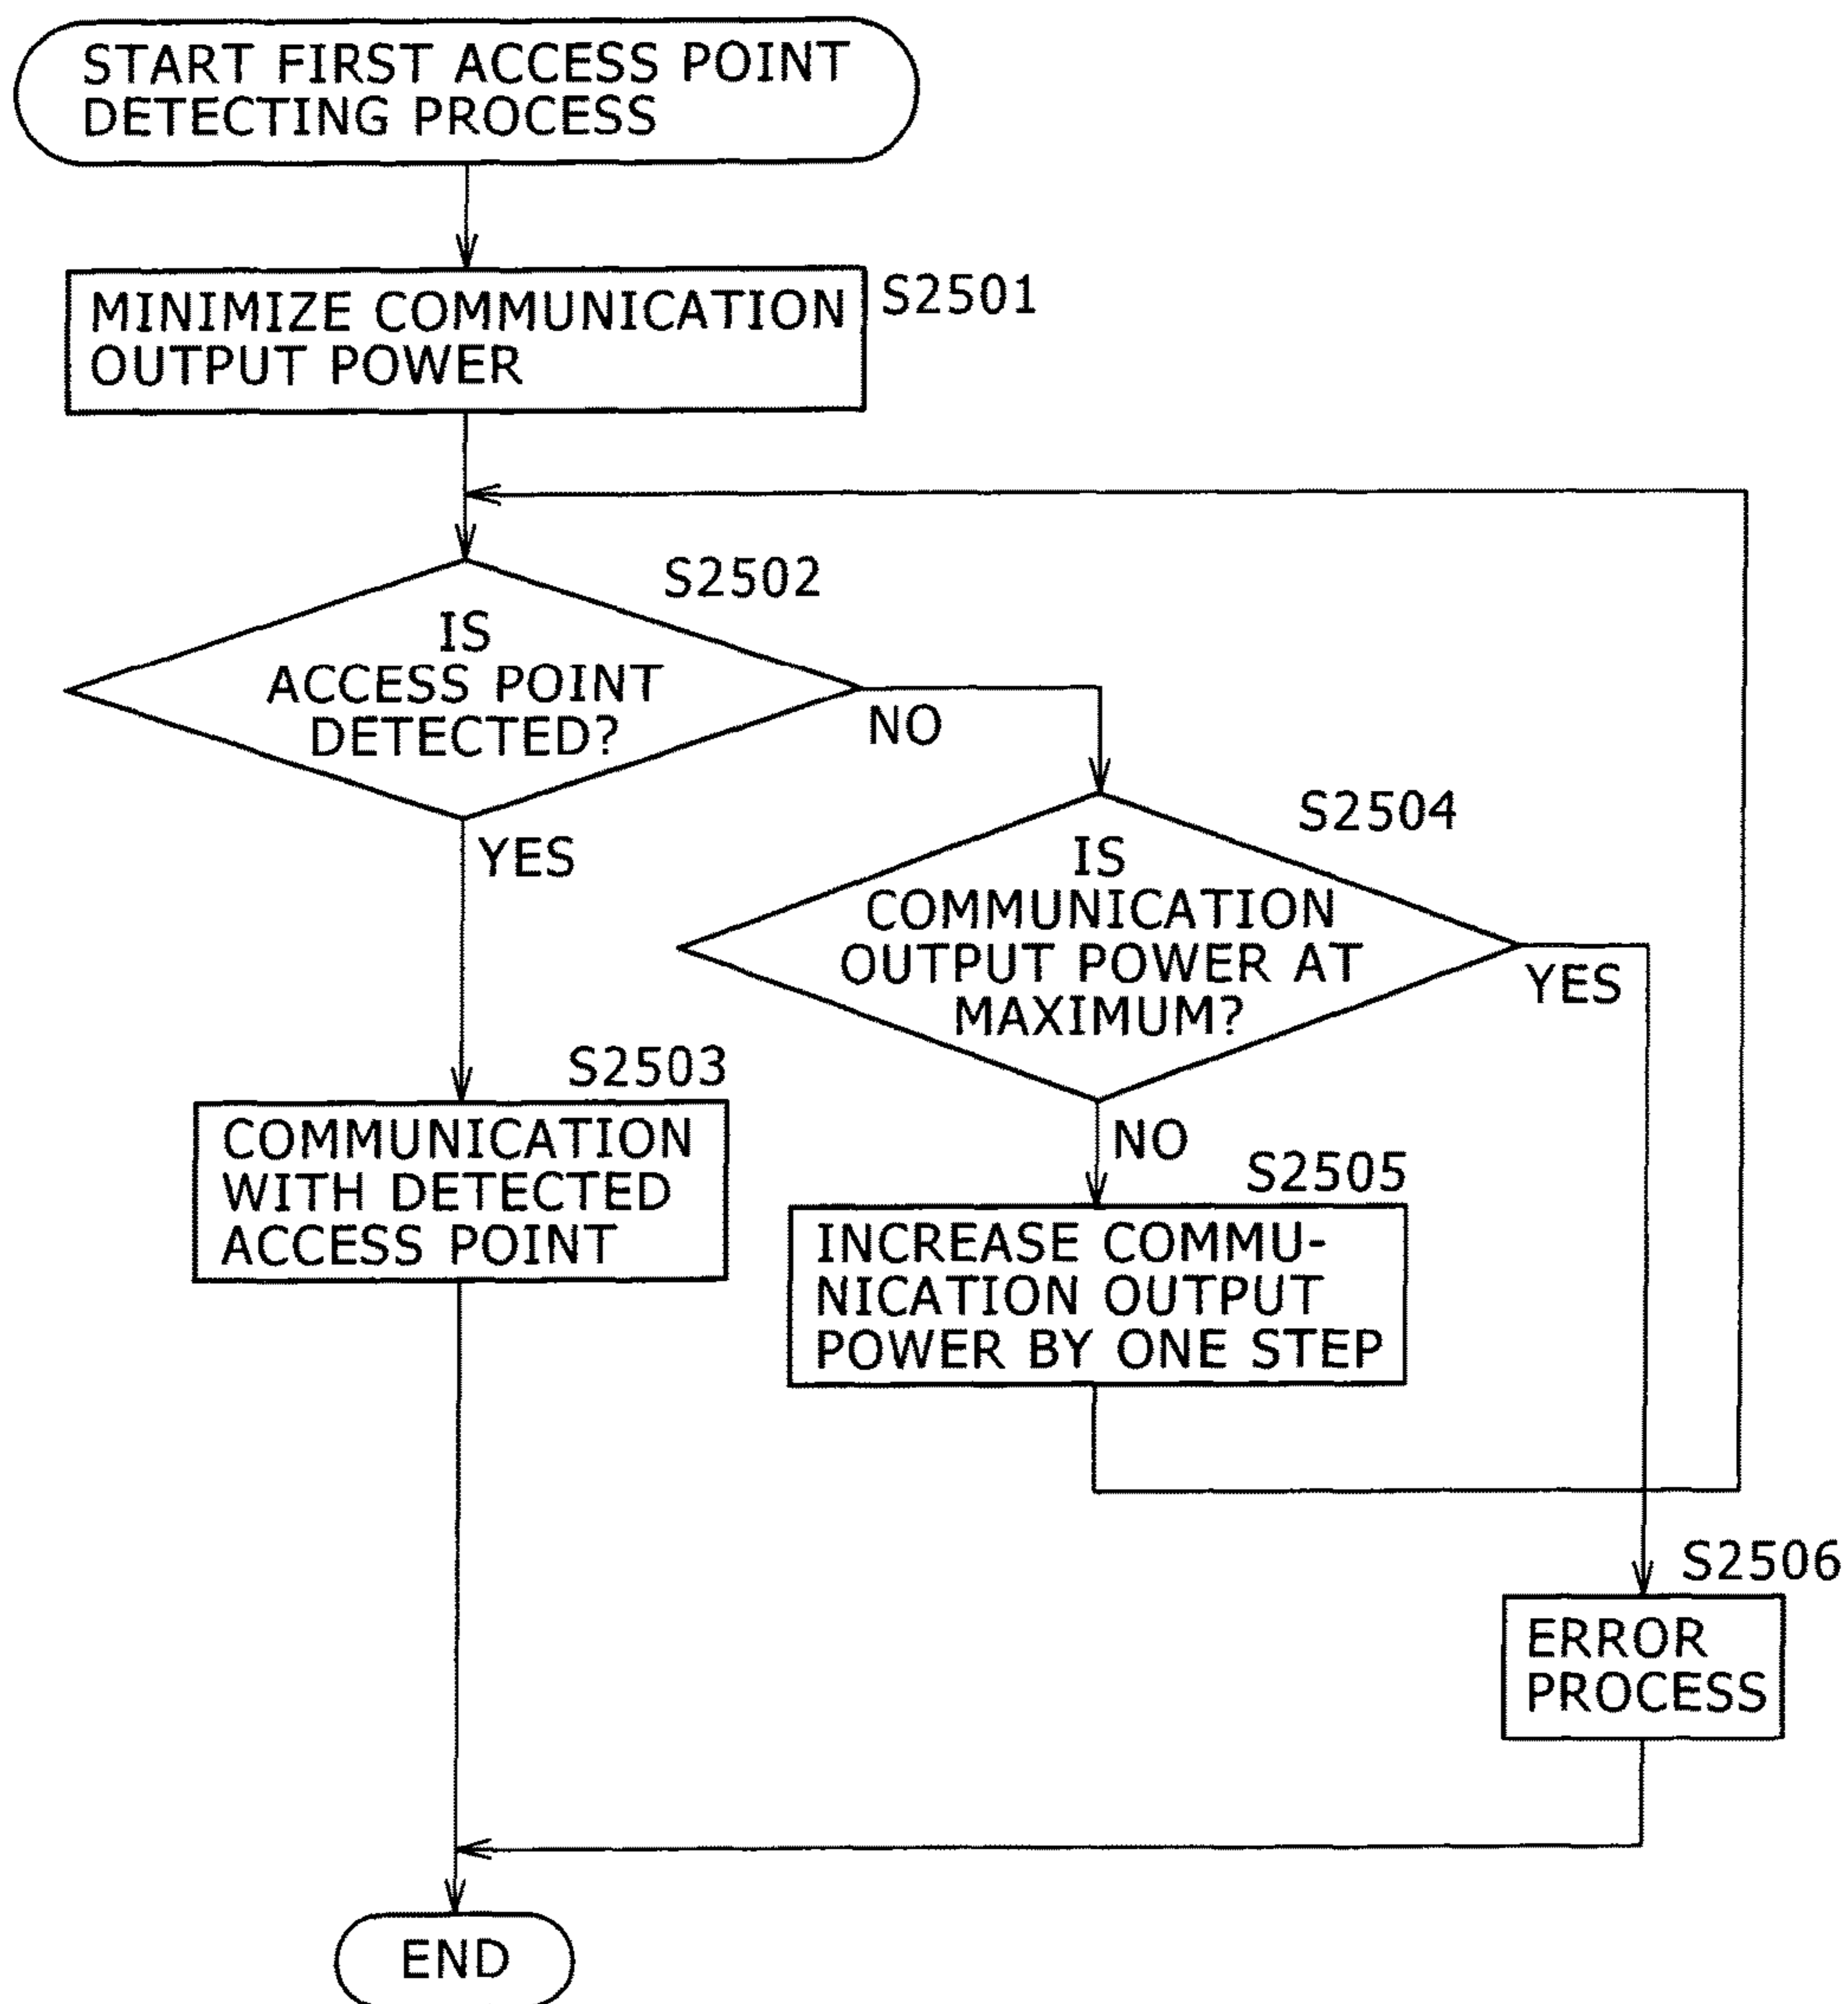 START FIRST ACCESS POINT
DETECTING PROCESS
MINIMIZE COMMUNICATION
OUTPUT POWER
S2501
S2502
IS
ACCESS POINT
DETECTED?
NO
YES
S2504
IS
COMMUNICATION
OUTPUT POWER AT
MAXIMUM?
YES
NO
S2503
COMMUNICATION
WITH DETECTED
ACCESS POINT
S2505
INCREASE COMMU-
NICATION OUTPUT
POWER BY ONE STEP
S2506
ERROR
PROCESS
END